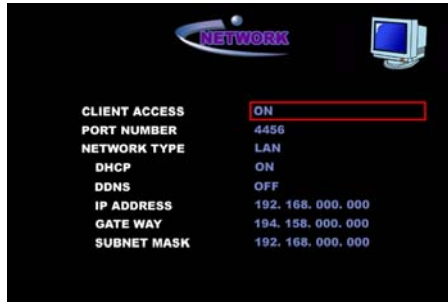 NETWORK
CLIENT ACCESS ON
PORT NUMBER 4456
NETWORK TYPE LAN
DHCP ON
DDNS OFF
IP ADDRESS 192. 168. 000. 000
GATE WAY 194. 158. 000. 000
SUBNET MASK 192. 168. 000. 000